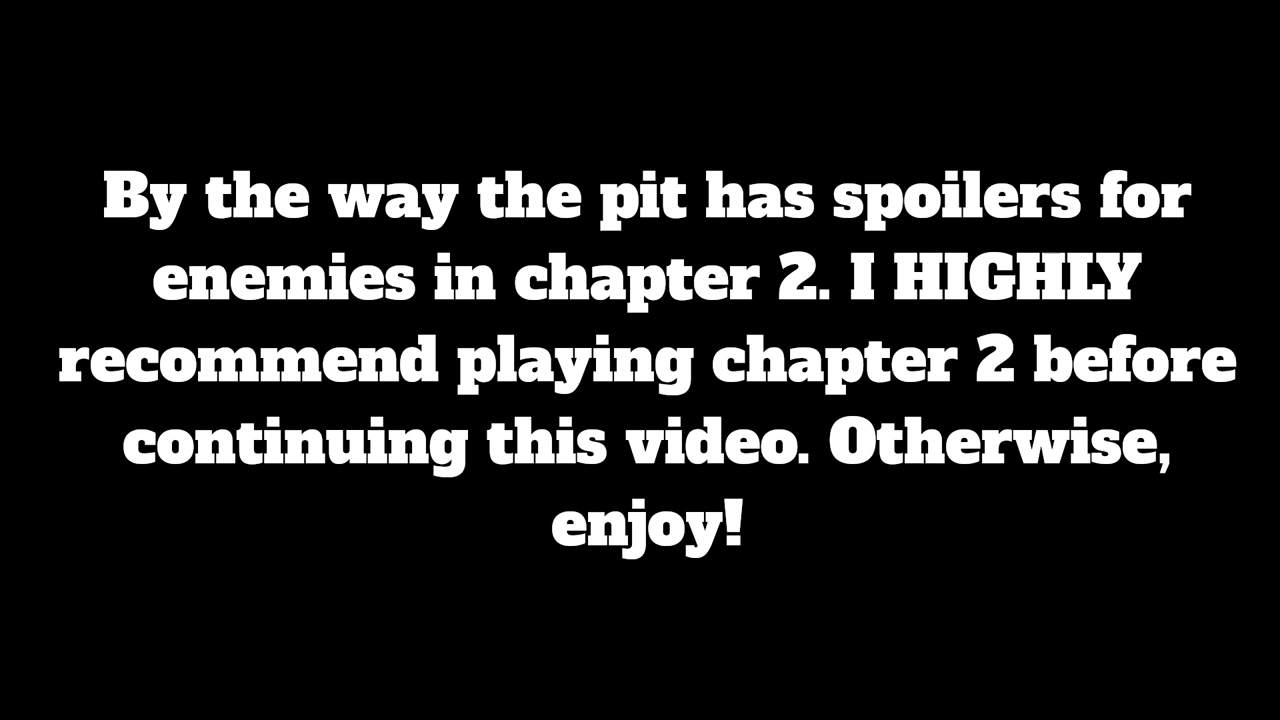 By the way the pit has spoilers for
enemies in chapter 2. I HIGHLY
recommend playing chapter 2 before
continuing this video. Otherwise,
enjoy!